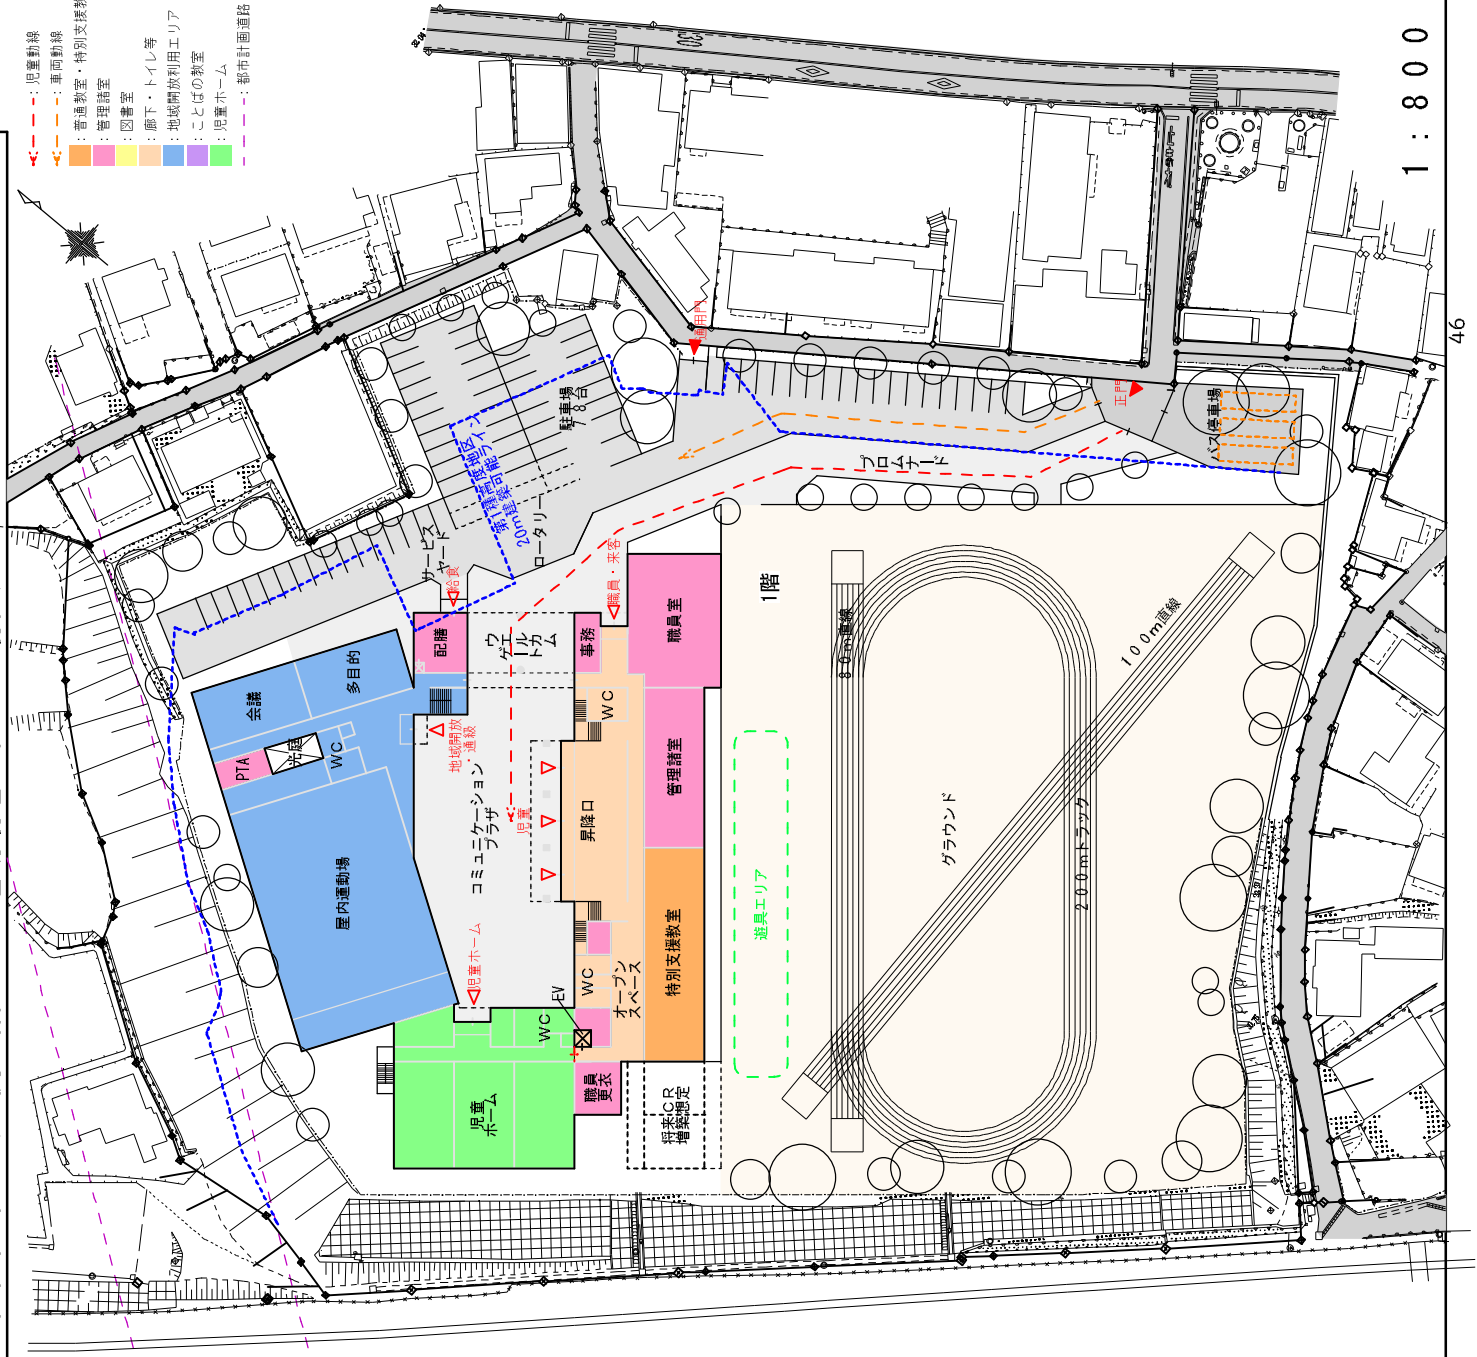 ：児童動線
：車両動線
：普通教室・特別支援教
：管理諸室
：図書室
：廊下・トイレ等
：地域開放利用エリア
：ことばの教室
：児童ホーム
：都市計画道路
1：800
46
通用門
正門
バス停車場
駐車場
78台
第1種高度地区
20m建築可能ライン
ロータリー
プロムナード
サービス
ヤード
給食
職員・来客
1階
配膳
ウェルカム
ゲート
事務
職員室
WC
会議
多目的
PTA
光庭
WC
地域開放
・通級
コミュニケーション
プラザ
児童
昇降口
管理諸室
屋内運動場
児童ホーム
EV
WC
WC
オープン
スペース
特別支援教室
児童
ホーム
職員
更衣
将来CR
増築想定
遊具エリア
グラウンド
80m直線
100m直線
200mトラック